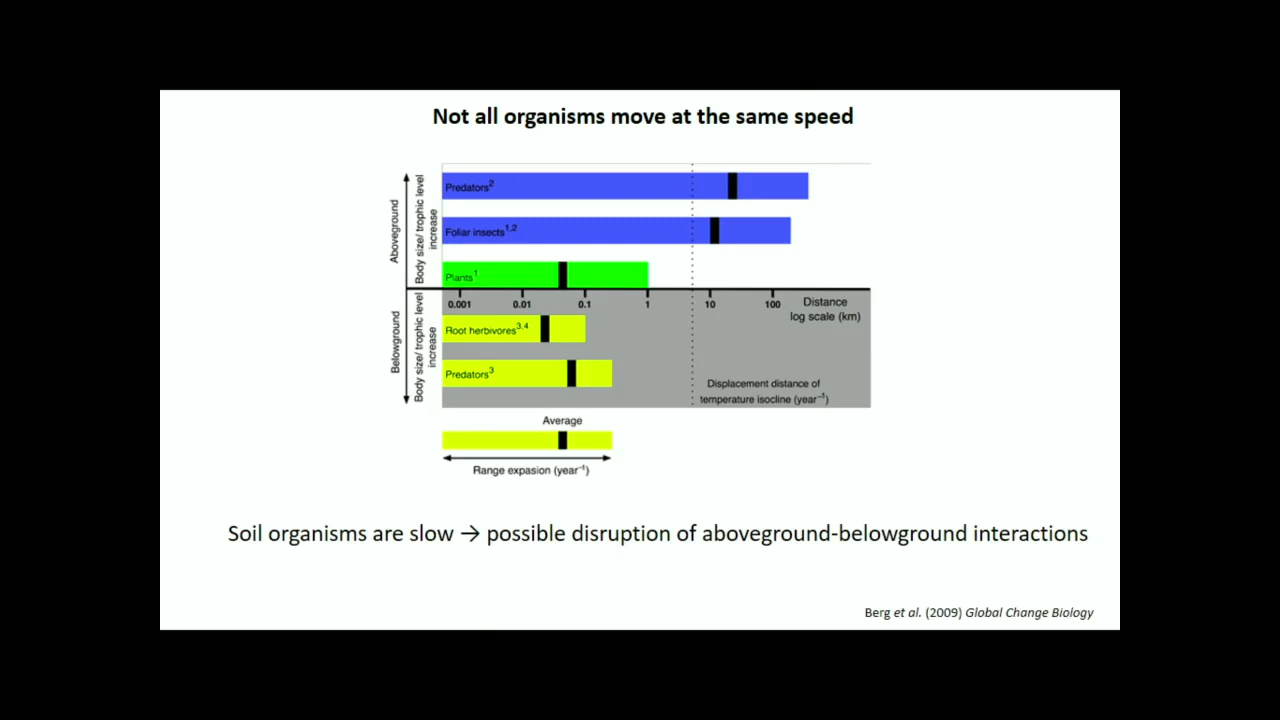 Not all organisms move at the same speed
Aboveground
Body size/ trophic level
increase
Predators2
Foliar insects1,2
Plants1
0.001 0.01 0.1 1 10 100 Distance
log scale (km)
Belowground
Body size/ trophic level
increase
Root herbivores3,4
Predators3
Displacement distance of
temperature isocline (year−1)
Average
Range expasion (year−1)
Soil organisms are slow → possible disruption of aboveground-belowground interactions
Berg et al. (2009) Global Change Biology